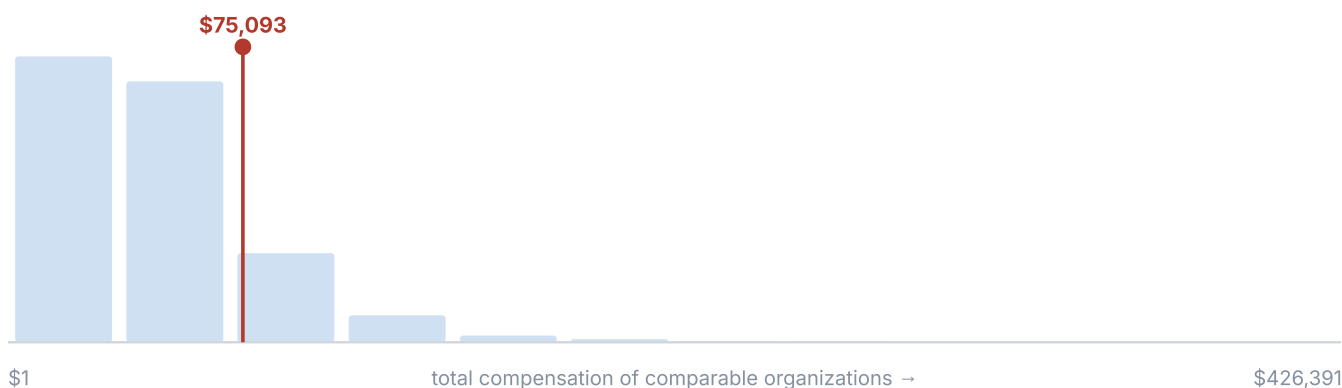 $75,093
$1 total compensation of comparable organizations → $426,391